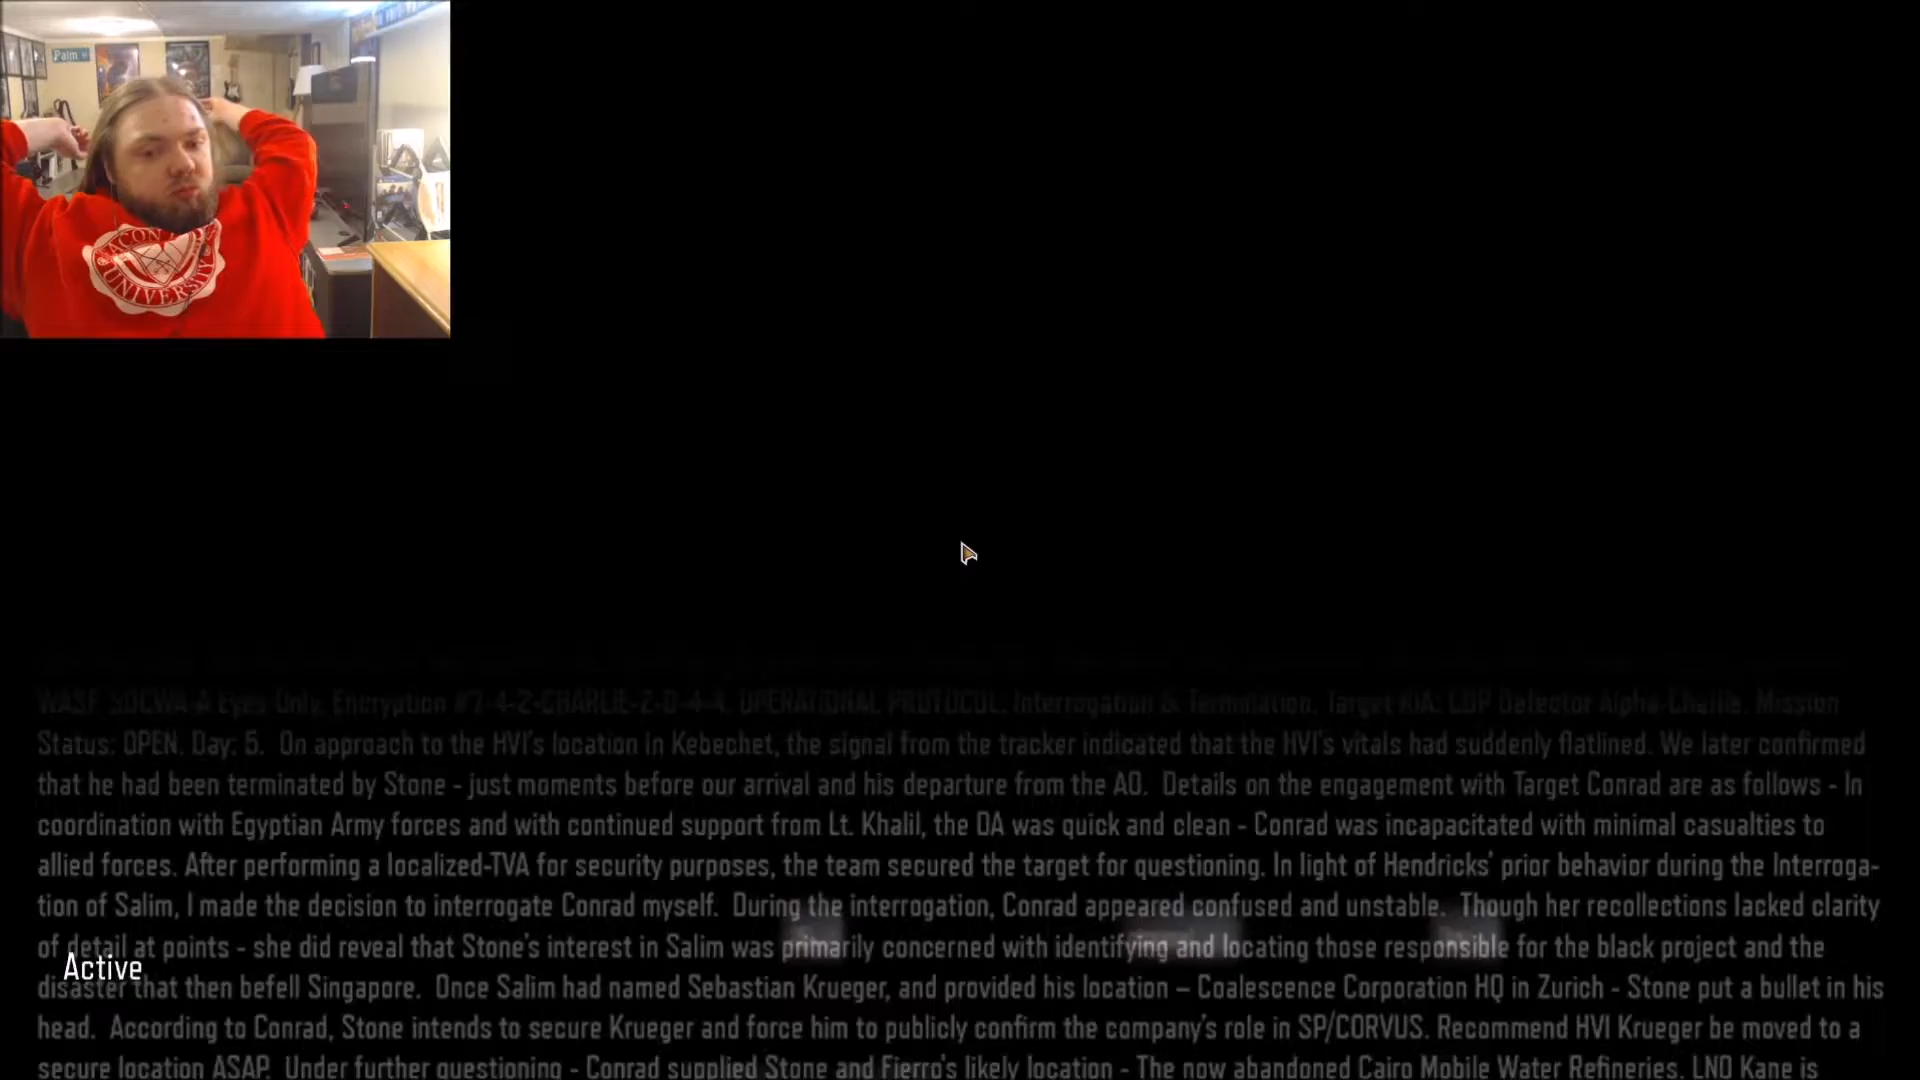 Palm
ACON
UNIVERSITY
WASF SOCWA-A Eyes Only. Encryption #7-4-2-CHARLIE-2-0-4-4. OPERATIONAL PROTOCOL: Interrogation & Termination. Target KIA: CDP Defector Alpha-Charlie. Mission
Status: OPEN. Day: 5. On approach to the HVI's location in Kebechet, the signal from the tracker indicated that the HVI's vitals had suddenly flatlined. We later confirmed
that he had been terminated by Stone - just moments before our arrival and his departure from the AO. Details on the engagement with Target Conrad are as follows - In
coordination with Egyptian Army forces and with continued support from Lt. Khalil, the DA was quick and clean - Conrad was incapacitated with minimal casualties to
allied forces. After performing a localized-TVA for security purposes, the team secured the target for questioning. In light of Hendricks' prior behavior during the Interroga-
tion of Salim, I made the decision to interrogate Conrad myself. During the interrogation, Conrad appeared confused and unstable. Though her recollections lacked clarity
of detail at points - she did reveal that Stone's interest in Salim was primarily concerned with identifying and locating those responsible for the black project and the
Active
disaster that then befell Singapore. Once Salim had named Sebastian Krueger, and provided his location – Coalescence Corporation HQ in Zurich - Stone put a bullet in his
head. According to Conrad, Stone intends to secure Krueger and force him to publicly confirm the company's role in SP/CORVUS. Recommend HVI Krueger be moved to a
secure location ASAP. Under further questioning - Conrad supplied Stone and Fierro's likely location - The now abandoned Cairo Mobile Water Refineries. LNO Kane is